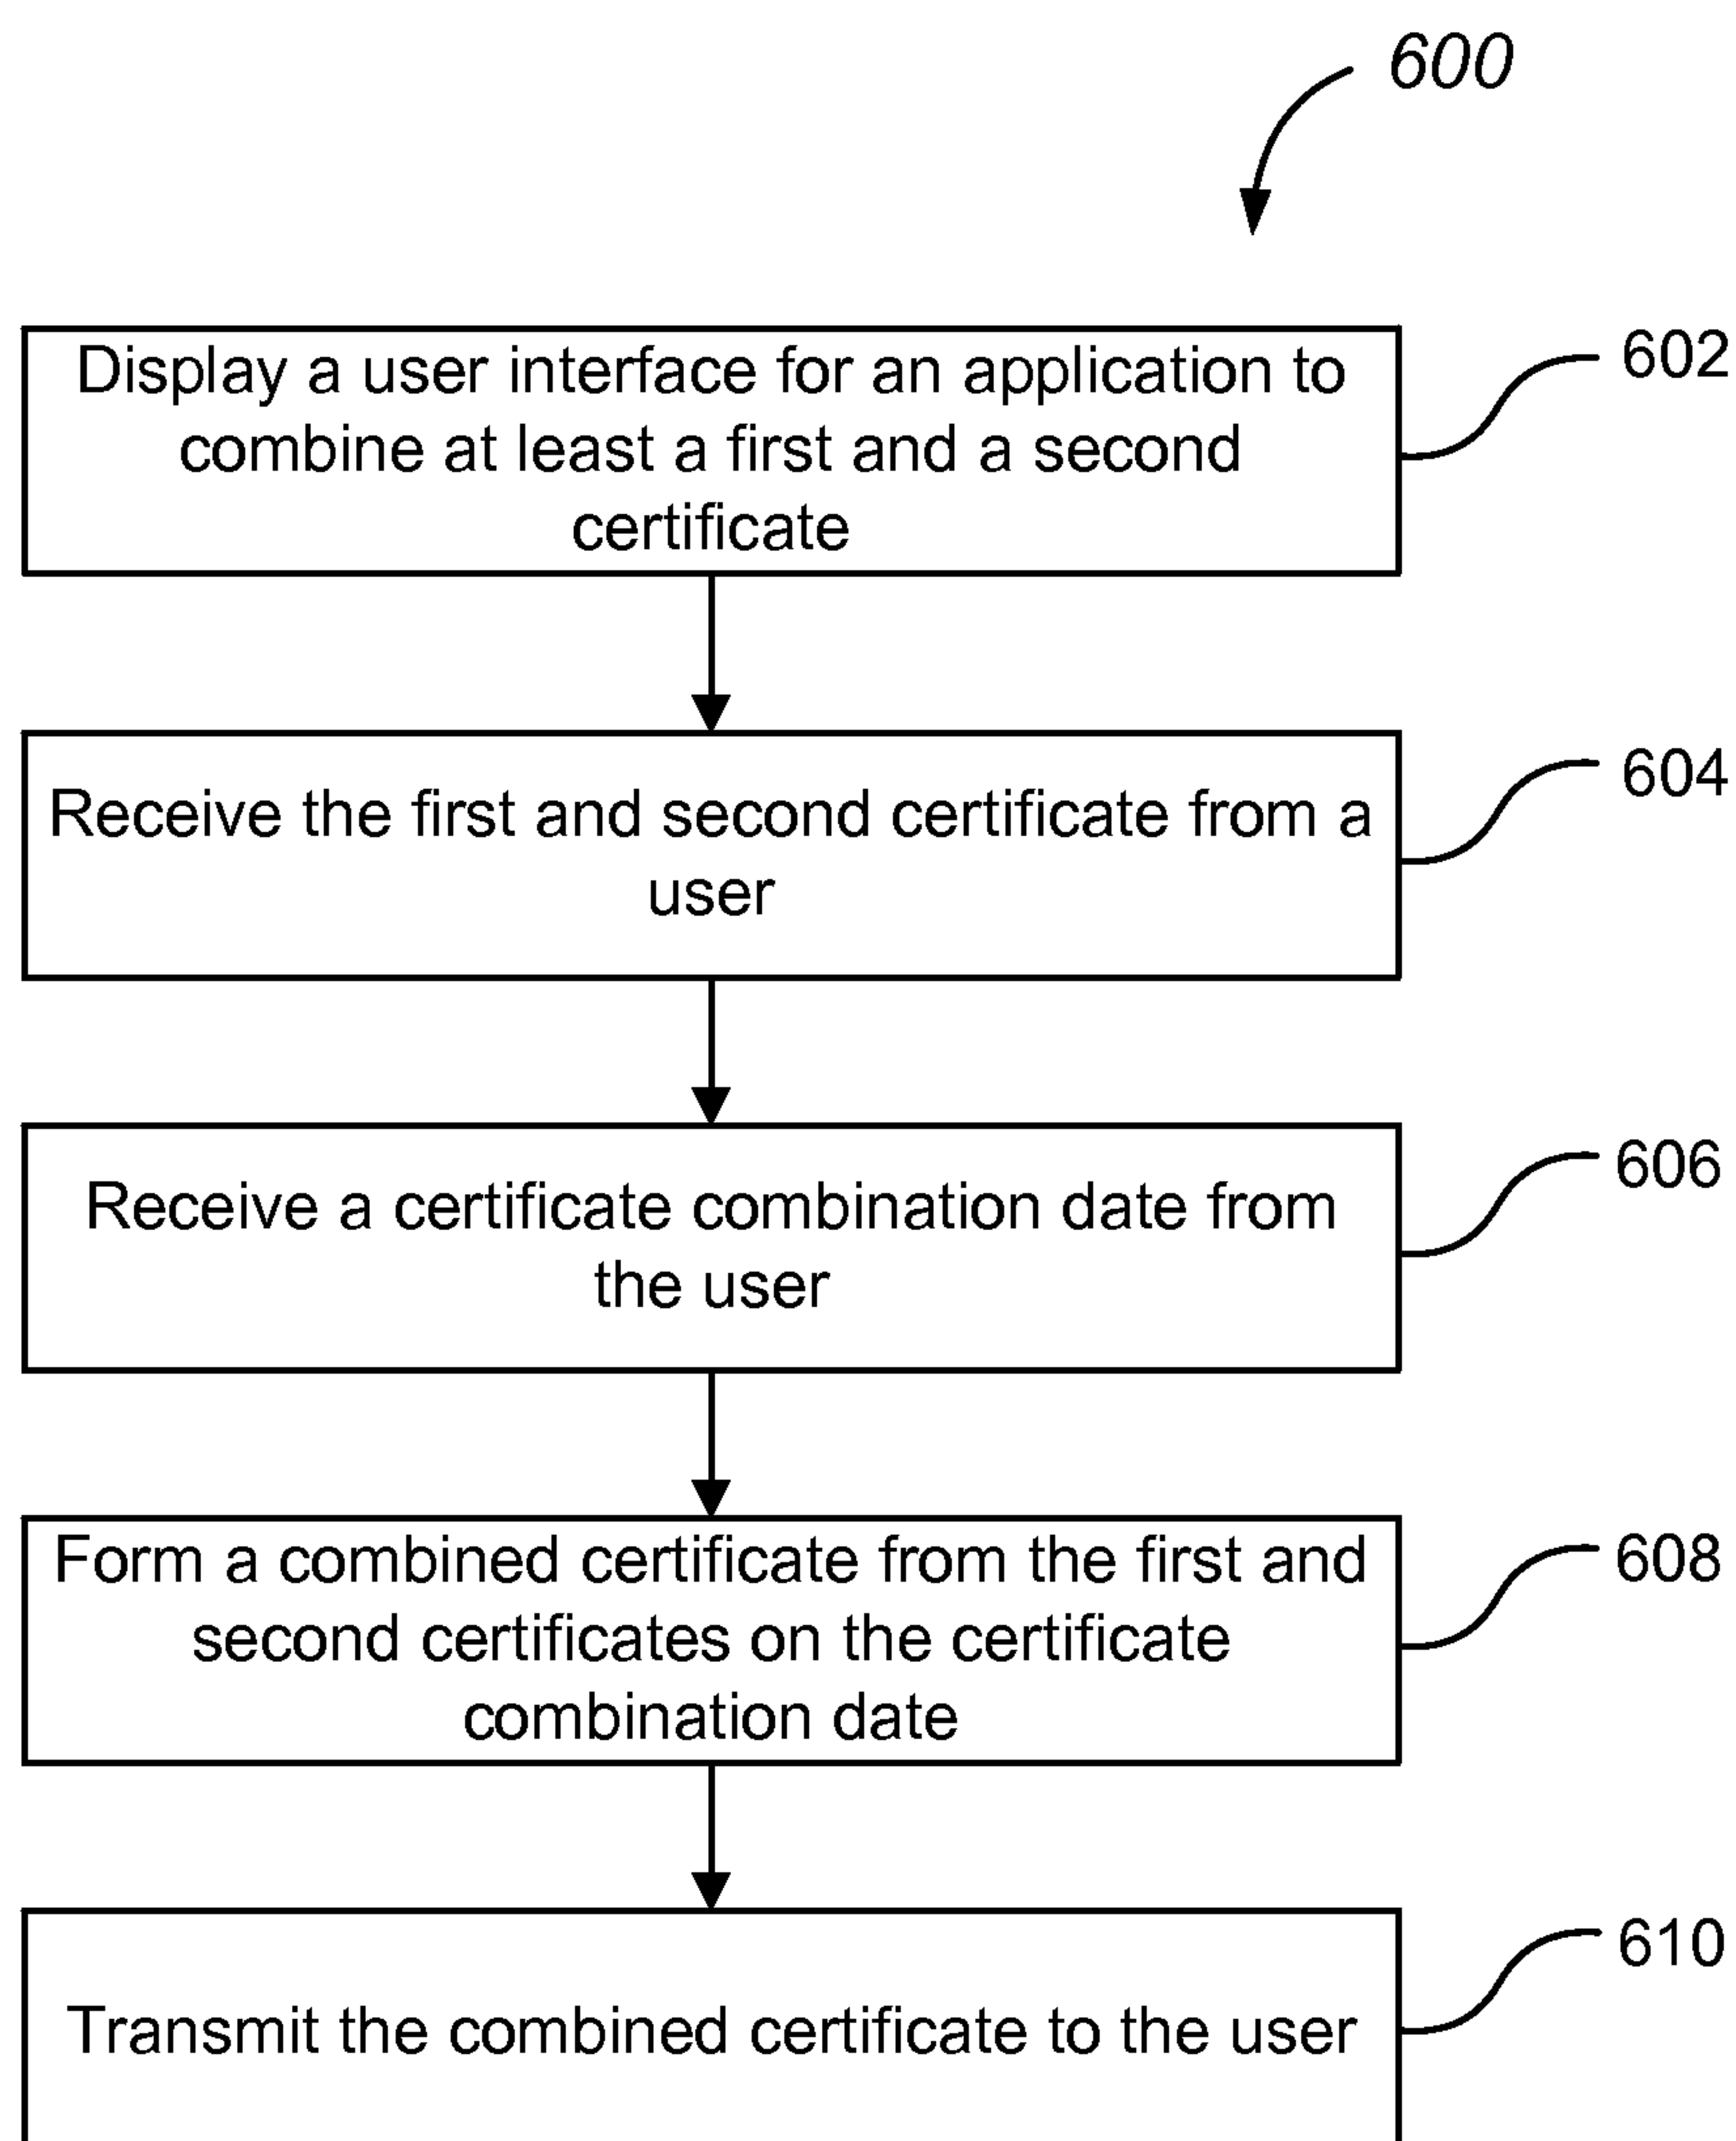 600
Display a user interface for an application to
combine at least a first and a second
certificate
602
Receive the first and second certificate from a
user
604
Receive a certificate combination date from
the user
606
Form a combined certificate from the first and
second certificates on the certificate
combination date
608
Transmit the combined certificate to the user
610